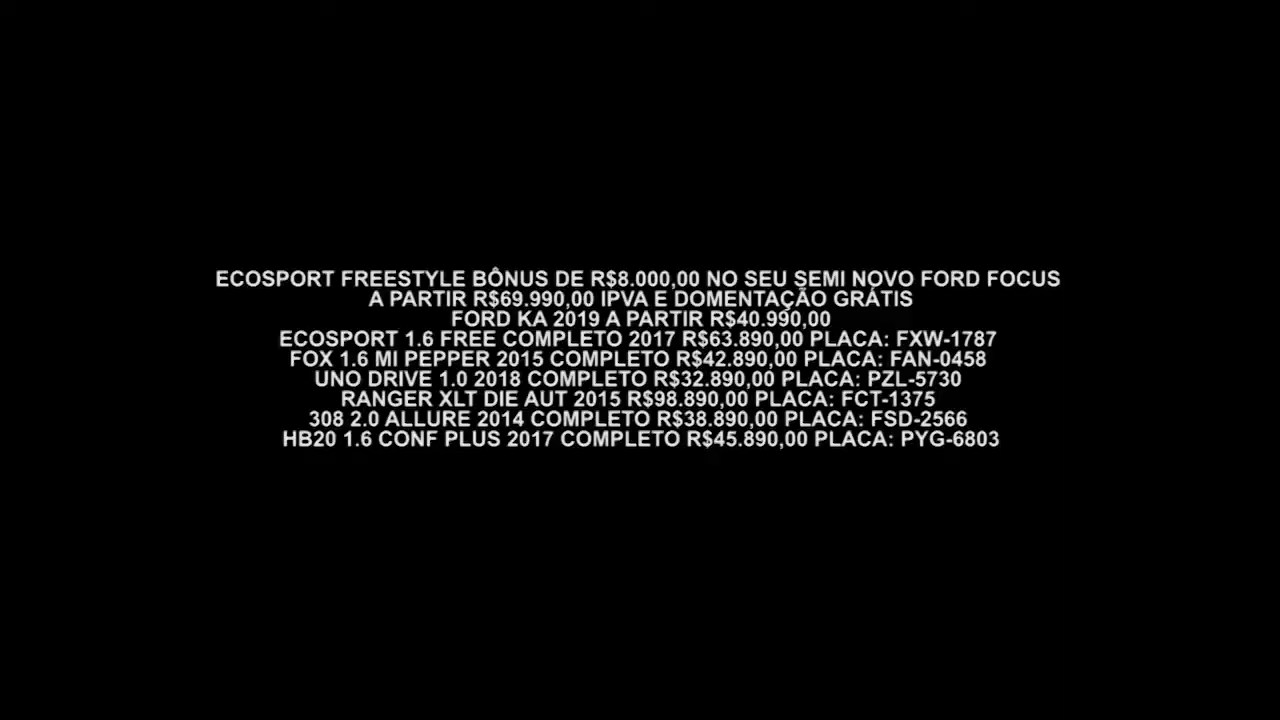 ECOSPORT FREESTYLE BÔNUS DE R$8.000,00 NO SEU SEMI NOVO FORD FOCUS
A PARTIR R$69.990,00 IPVA E DOMENTAÇÃO GRÁTIS
FORD KA 2019 A PARTIR R$40.990,00
ECOSPORT 1.6 FREE COMPLETO 2017 R$63.890,00 PLACA: FXW-1787
FOX 1.6 MI PEPPER 2015 COMPLETO R$42.890,00 PLACA: FAN-0458
UNO DRIVE 1.0 2018 COMPLETO R$32.890,00 PLACA: PZL-5730
RANGER XLT DIE AUT 2015 R$98.890,00 PLACA: FCT-1375
308 2.0 ALLURE 2014 COMPLETO R$38.890,00 PLACA: FSD-2566
HB20 1.6 CONF PLUS 2017 COMPLETO R$45.890,00 PLACA: PYG-6803